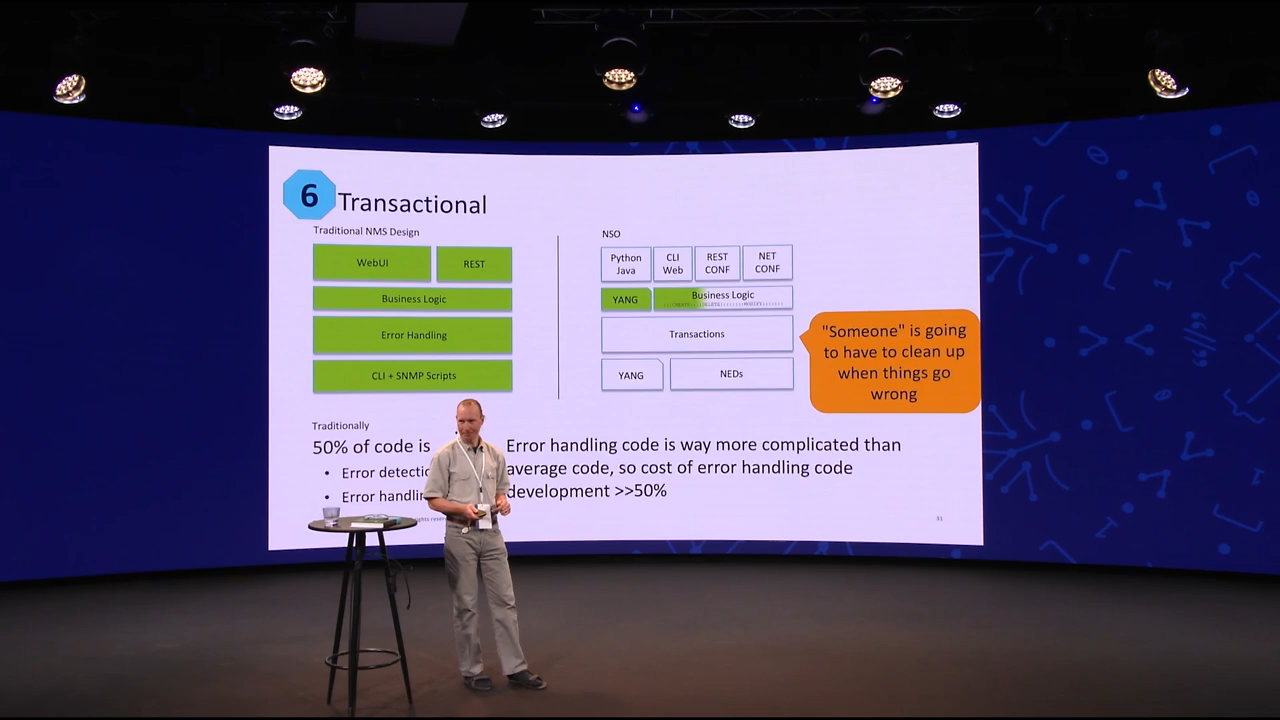 6 Transactional
Traditional NMS Design
WebUI
REST
Business Logic
Error Handling
CLI + SNMP Scripts
NSO
Python
Java
CLI
Web
REST
CONF
NET
CONF
YANG
Business Logic
Transactions
YANG
NEDs
"Someone" is going
to have to clean up
when things go
wrong
Traditionally
50% of code is
• Error detectio
• Error handlin
Error handling code is way more complicated than
average code, so cost of error handling code
development >>50%
31